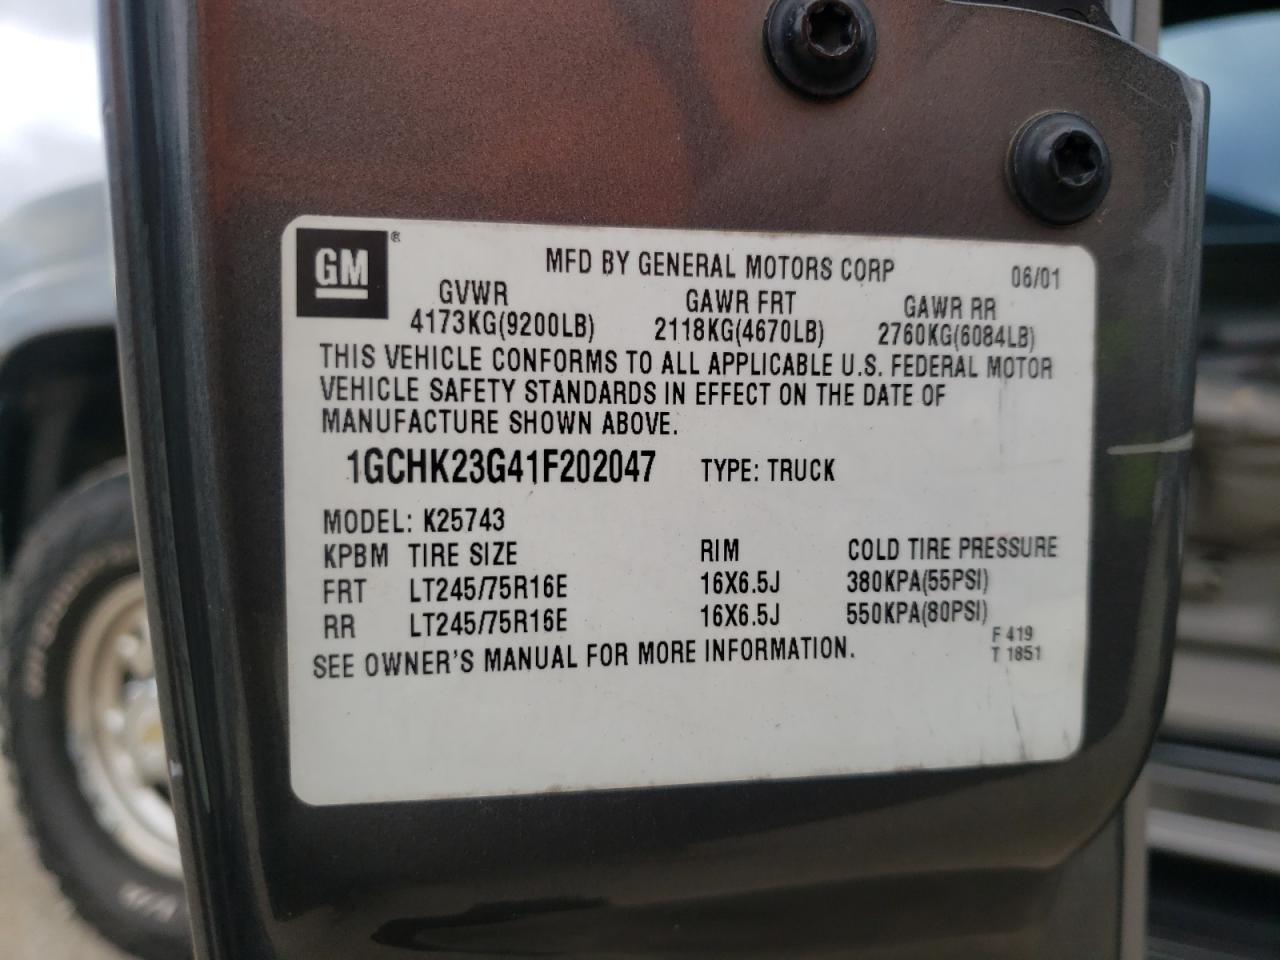 GM®
MFD BY GENERAL MOTORS CORP 06/01
GVWR GAWR FRT GAWR RR
4173KG(9200LB) 2118KG(4670LB) 2760KG(6084LB)
THIS VEHICLE CONFORMS TO ALL APPLICABLE U.S. FEDERAL MOTOR
VEHICLE SAFETY STANDARDS IN EFFECT ON THE DATE OF
MANUFACTURE SHOWN ABOVE.
1GCHK23G41F202047 TYPE: TRUCK
MODEL: K25743
KPBM TIRE SIZE RIM COLD TIRE PRESSURE
FRT LT245/75R16E 16X6.5J 380KPA(55PSI)
RR LT245/75R16E 16X6.5J 550KPA(80PSI)
SEE OWNER'S MANUAL FOR MORE INFORMATION.
F 419
T 1851